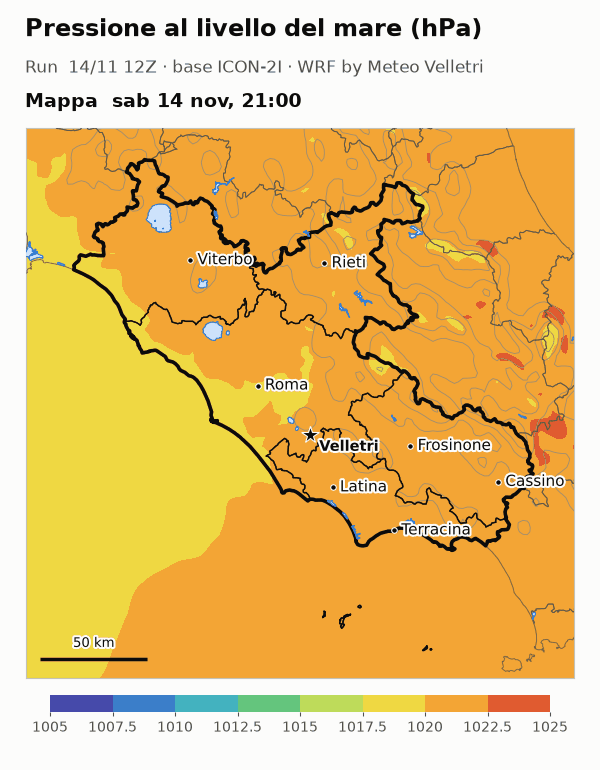 Pressione al livello del mare (hPa)
Run  14/11 12Z · base ICON-2I · WRF by Meteo Velletri
Mappa  sab 14 nov, 21:00
Viterbo
Rieti
Roma
Velletri
Frosinone
Cassino
Latina
Terracina
50 km
1005 1007.5 1010 1012.5 1015 1017.5 1020 1022.5 1025